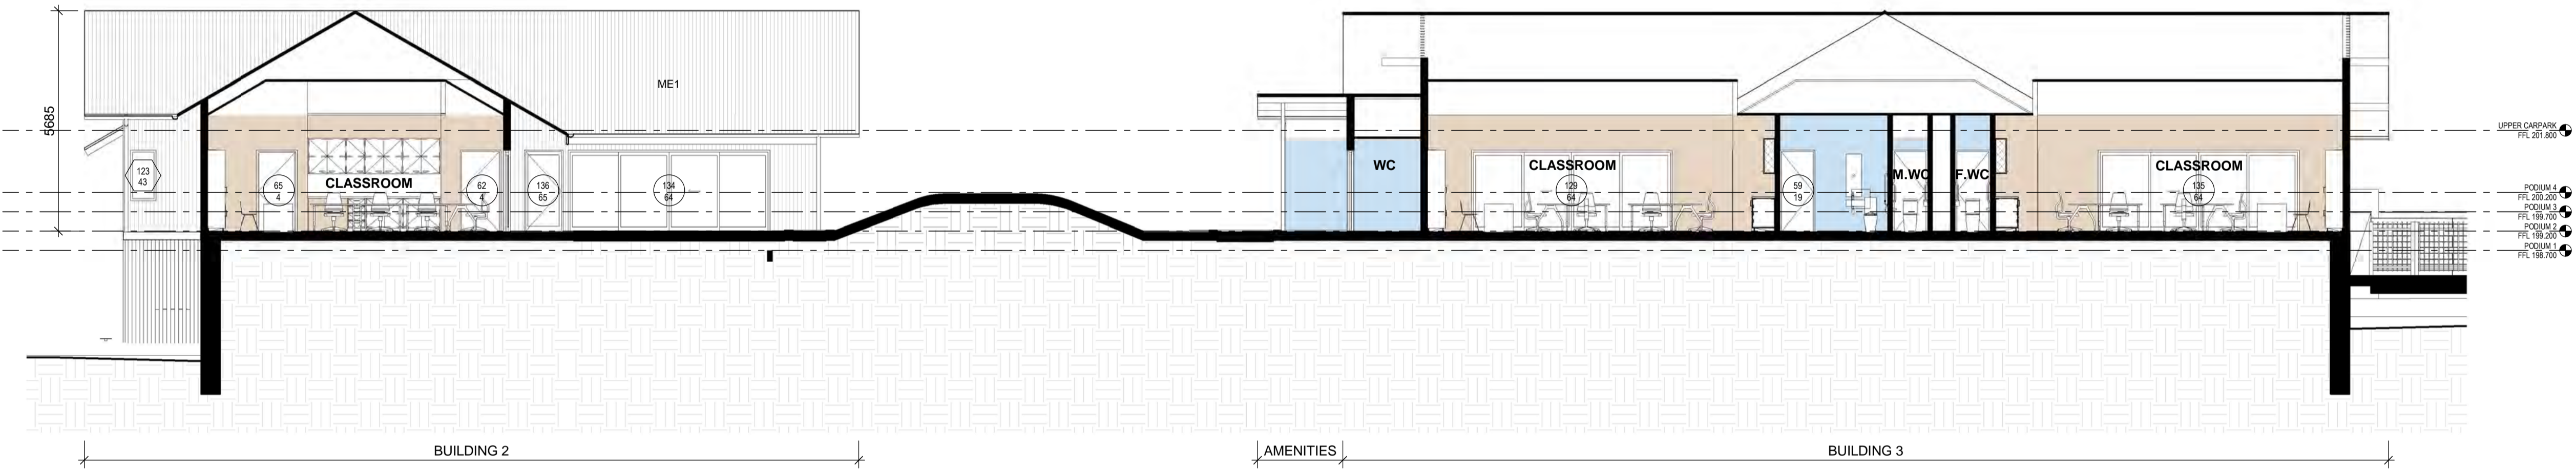 ME1
5685
UPPER CARPARK
FFL 201.800
123
43
65
4
CLASSROOM
62
4
136
65
134
64
WC
CLASSROOM
129
64
59
19
M.WC
F.WC
CLASSROOM
135
64
PODIUM 4
FFL 200.200
PODIUM 3
FFL 199.700
PODIUM 2
FFL 199.200
PODIUM 1
FFL 198.700
BUILDING 2
AMENITIES
BUILDING 3